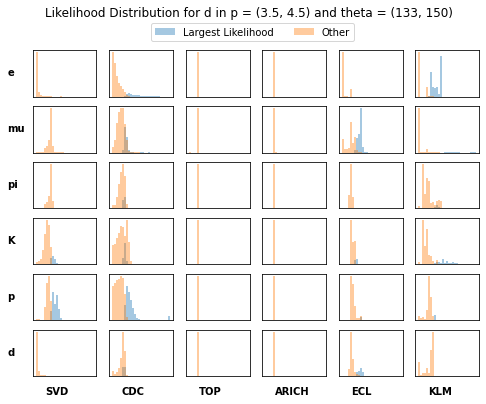 Likelihood Distribution for d in p = (3.5, 4.5) and theta = (133, 150)
Largest Likelihood Other
e
mu
pi
K
p
d
SVD CDC TOP ARICH ECL KLM